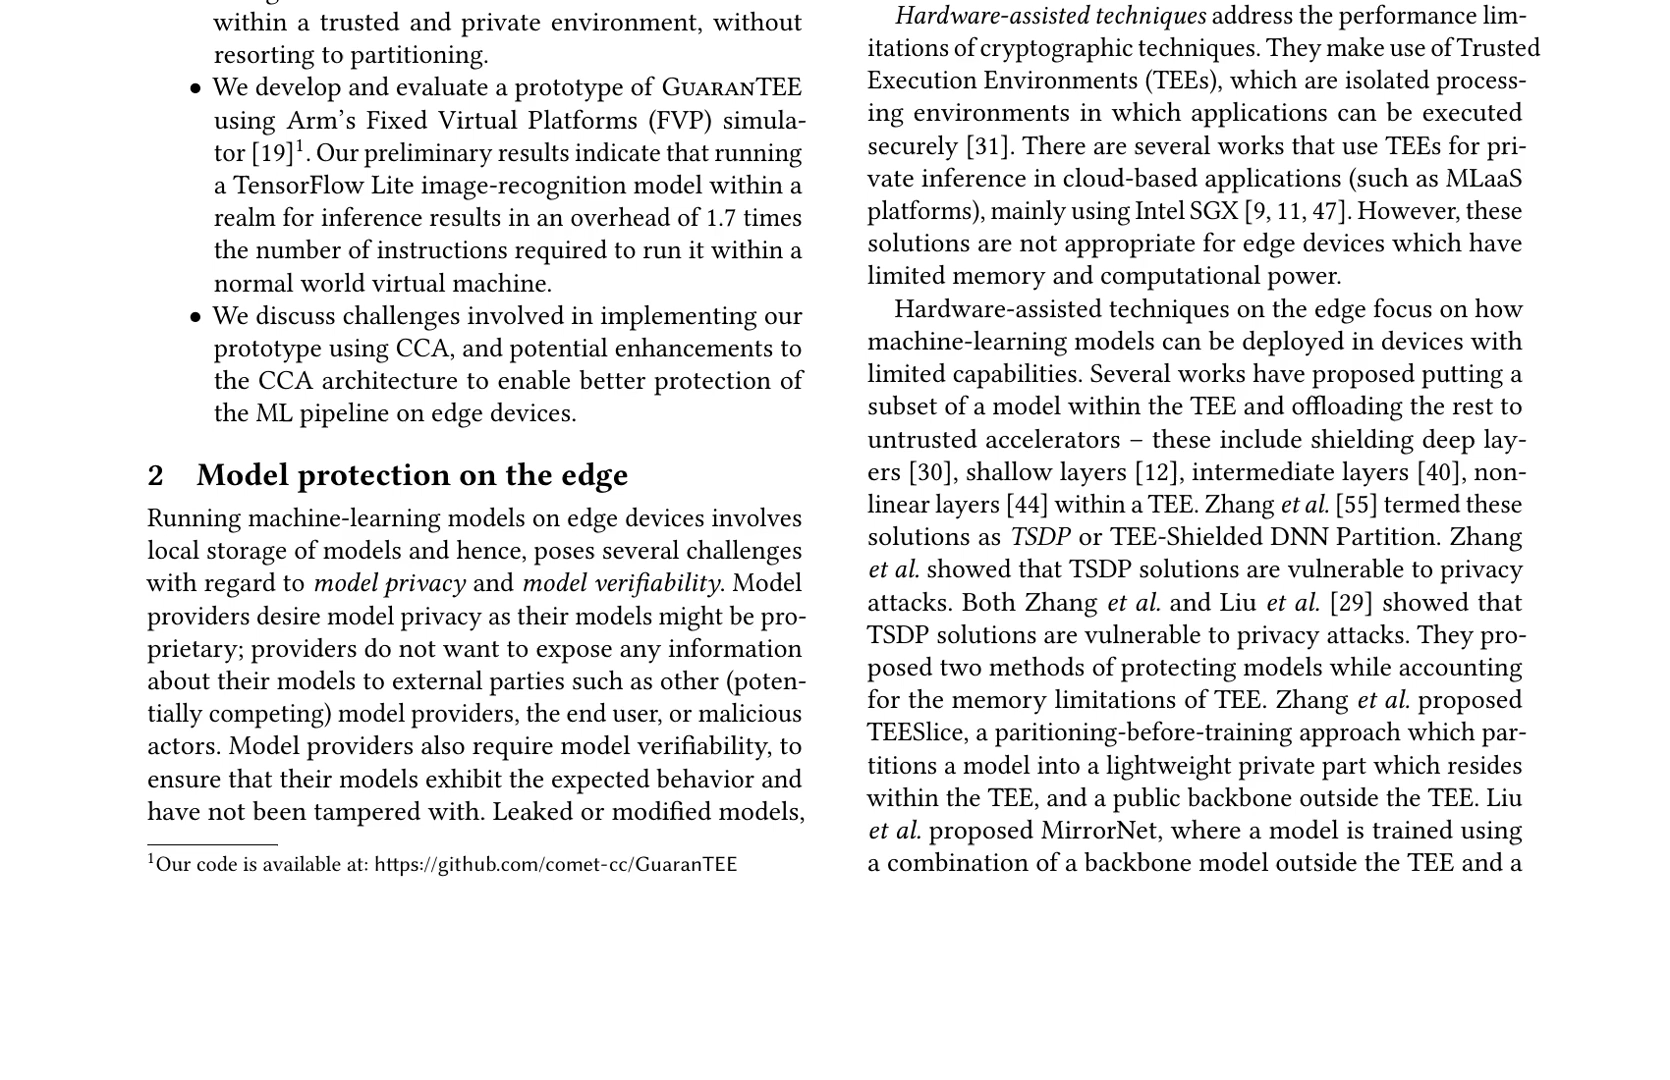 within a trusted and private environment, without
resorting to partitioning.
• We develop and evaluate a prototype of GuaranTEE
using Arm's Fixed Virtual Platforms (FVP) simula-
tor [19]1. Our preliminary results indicate that running
a TensorFlow Lite image-recognition model within a
realm for inference results in an overhead of 1.7 times
the number of instructions required to run it within a
normal world virtual machine.
• We discuss challenges involved in implementing our
prototype using CCA, and potential enhancements to
the CCA architecture to enable better protection of
the ML pipeline on edge devices.
2 Model protection on the edge
Running machine-learning models on edge devices involves
local storage of models and hence, poses several challenges
with regard to model privacy and model verifiability. Model
providers desire model privacy as their models might be pro-
prietary; providers do not want to expose any information
about their models to external parties such as other (poten-
tially competing) model providers, the end user, or malicious
actors. Model providers also require model verifiability, to
ensure that their models exhibit the expected behavior and
have not been tampered with. Leaked or modified models,
1Our code is available at: https://github.com/comet-cc/GuaranTEE
Hardware-assisted techniques address the performance lim-
itations of cryptographic techniques. They make use of Trusted
Execution Environments (TEEs), which are isolated process-
ing environments in which applications can be executed
securely [31]. There are several works that use TEEs for pri-
vate inference in cloud-based applications (such as MLaaS
platforms), mainly using Intel SGX [9, 11, 47]. However, these
solutions are not appropriate for edge devices which have
limited memory and computational power.
Hardware-assisted techniques on the edge focus on how
machine-learning models can be deployed in devices with
limited capabilities. Several works have proposed putting a
subset of a model within the TEE and offloading the rest to
untrusted accelerators – these include shielding deep lay-
ers [30], shallow layers [12], intermediate layers [40], non-
linear layers [44] within a TEE. Zhang et al. [55] termed these
solutions as TSDP or TEE-Shielded DNN Partition. Zhang
et al. showed that TSDP solutions are vulnerable to privacy
attacks. Both Zhang et al. and Liu et al. [29] showed that
TSDP solutions are vulnerable to privacy attacks. They pro-
posed two methods of protecting models while accounting
for the memory limitations of TEE. Zhang et al. proposed
TEESlice, a paritioning-before-training approach which par-
titions a model into a lightweight private part which resides
within the TEE, and a public backbone outside the TEE. Liu
et al. proposed MirrorNet, where a model is trained using
a combination of a backbone model outside the TEE and a